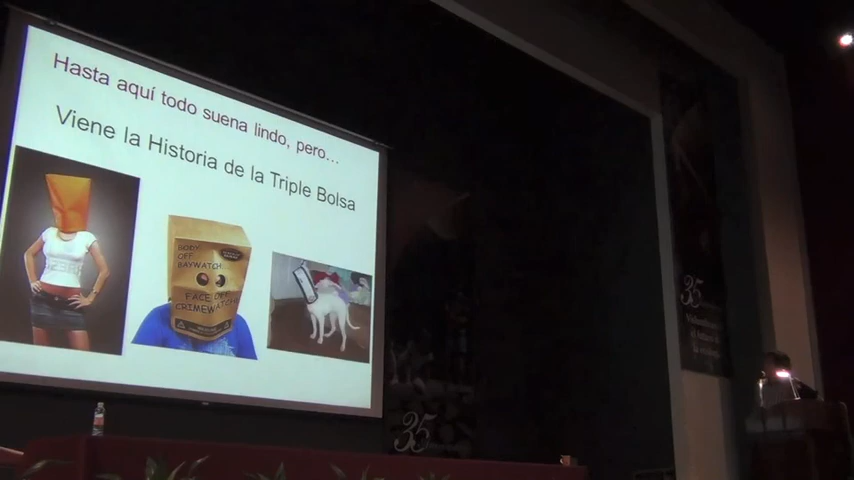 Hasta aquí todo suena lindo, pero...
Viene la Historia de la Triple Bolsa
BODY
OFF
BAYWATCH
FACE OFF
CRIMEWATCH
35
35